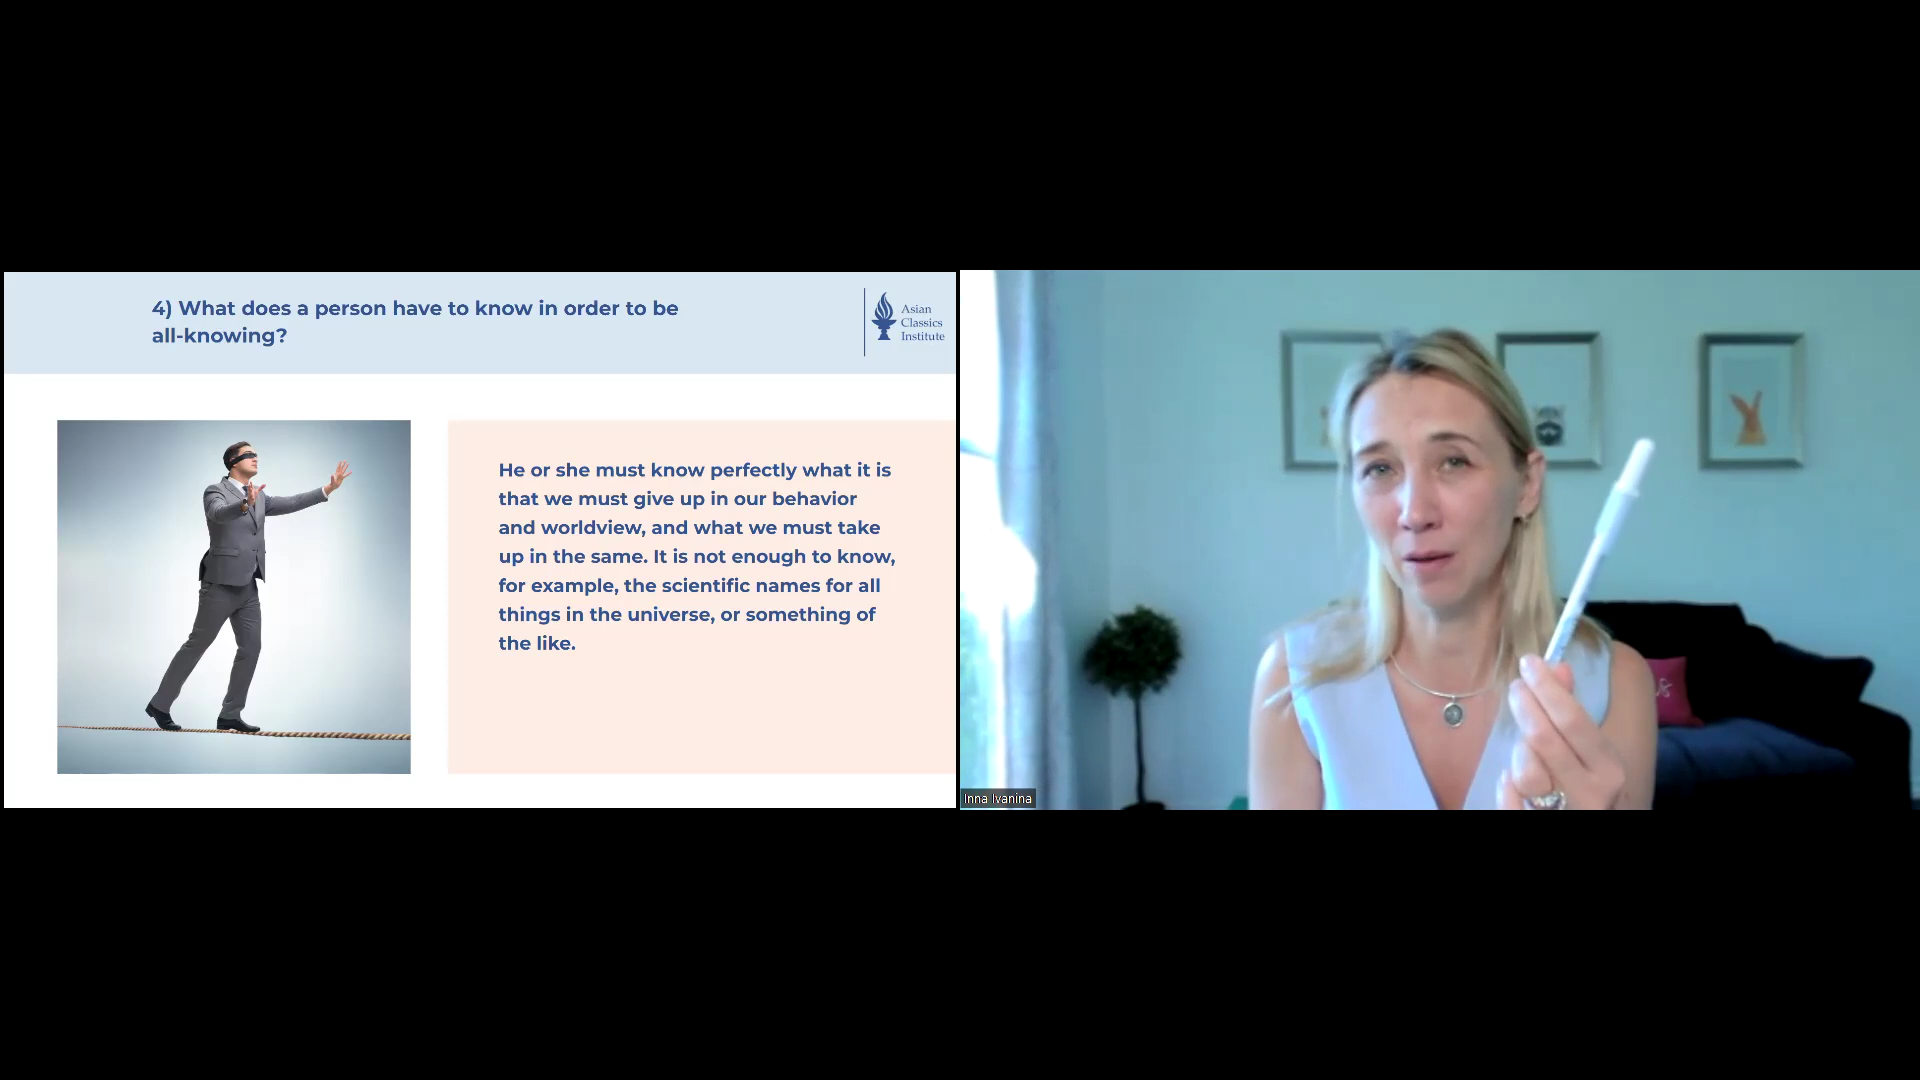 4) What does a person have to know in order to be
all-knowing?
Asian
Classics
Institute
He or she must know perfectly what it is
that we must give up in our behavior
and worldview, and what we must take
up in the same. It is not enough to know,
for example, the scientific names for all
things in the universe, or something of
the like.
Inna Ivanina